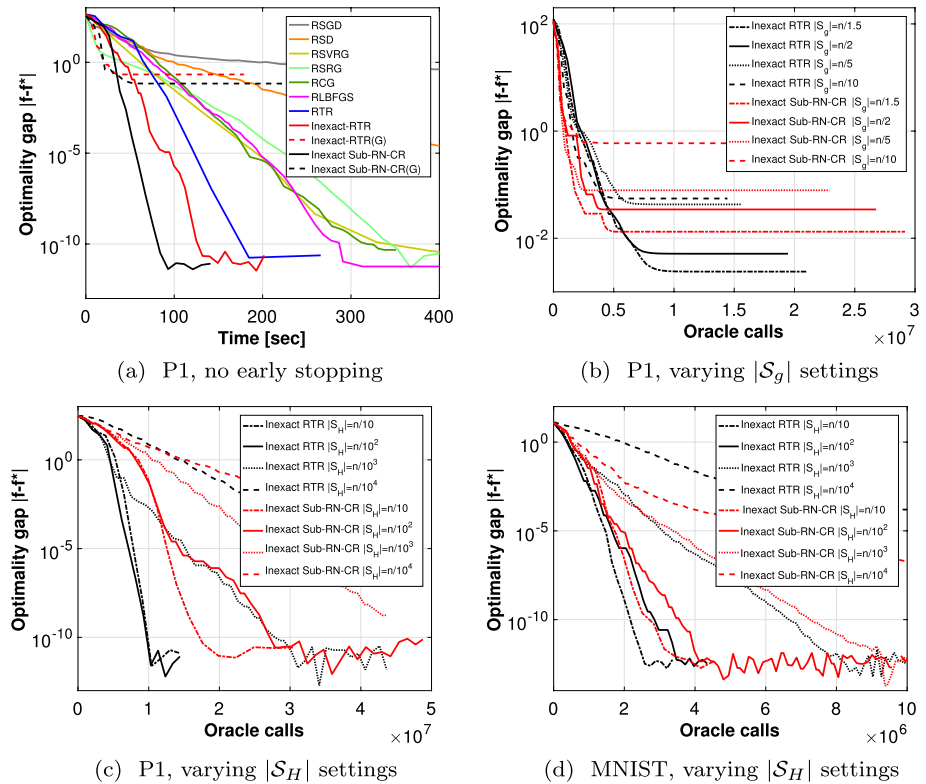 Optimality gap |f-f*|
10^0
10^-5
10^-10
0
100
200
300
400
Time [sec]
RSGD
RSD
RSVRG
RSRG
RCG
RLBFGS
RTR
Inexact-RTR
Inexact-RTR(G)
Inexact Sub-RN-CR
Inexact Sub-RN-CR(G)
(a) P1, no early stopping
Optimality gap |f-f*|
10^2
10^0
10^-2
0
0.5
1
1.5
2
2.5
3
Oracle calls
×10^7
Inexact RTR |S_g|=n/1.5
Inexact RTR |S_g|=n/2
Inexact RTR |S_g|=n/5
Inexact RTR |S_g|=n/10
Inexact Sub-RN-CR |S_g|=n/1.5
Inexact Sub-RN-CR |S_g|=n/2
Inexact Sub-RN-CR |S_g|=n/5
Inexact Sub-RN-CR |S_g|=n/10
(b) P1, varying |S_g| settings
Optimality gap |f-f*|
10^0
10^-5
10^-10
0
1
2
3
4
5
Oracle calls
×10^7
Inexact RTR |S_H|=n/10
Inexact RTR |S_H|=n/10^2
Inexact RTR |S_H|=n/10^3
Inexact RTR |S_H|=n/10^4
Inexact Sub-RN-CR |S_H|=n/10
Inexact Sub-RN-CR |S_H|=n/10^2
Inexact Sub-RN-CR |S_H|=n/10^3
Inexact Sub-RN-CR |S_H|=n/10^4
(c) P1, varying |S_H| settings
Optimality gap |f-f*|
10^0
10^-5
10^-10
0
2
4
6
8
10
Oracle calls
×10^6
Inexact RTR |S_H|=n/10
Inexact RTR |S_H|=n/10^2
Inexact RTR |S_H|=n/10^3
Inexact RTR |S_H|=n/10^4
Inexact Sub-RN-CR |S_H|=n/10
Inexact Sub-RN-CR |S_H|=n/10^2
Inexact Sub-RN-CR |S_H|=n/10^3
Inexact Sub-RN-CR |S_H|=n/10^4
(d) MNIST, varying |S_H| settings